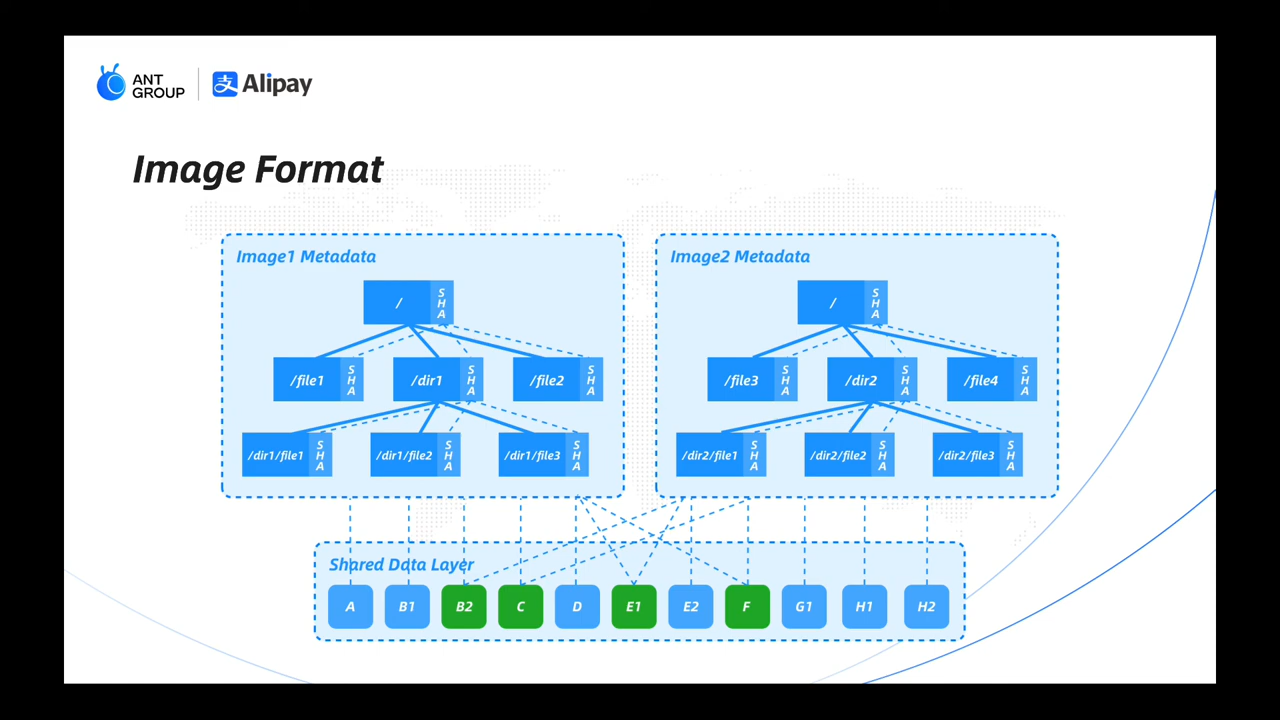 ANT
GROUP
支 Alipay
Image Format
Image1 Metadata
/ SHA
/file1 SHA
/dir1 SHA
/file2 SHA
/dir1/file1 SHA
/dir1/file2 SHA
/dir1/file3 SHA
Image2 Metadata
/ SHA
/file3 SHA
/dir2 SHA
/file4 SHA
/dir2/file1 SHA
/dir2/file2 SHA
/dir2/file3 SHA
Shared Data Layer
A B1 B2 C D E1 E2 F G1 H1 H2